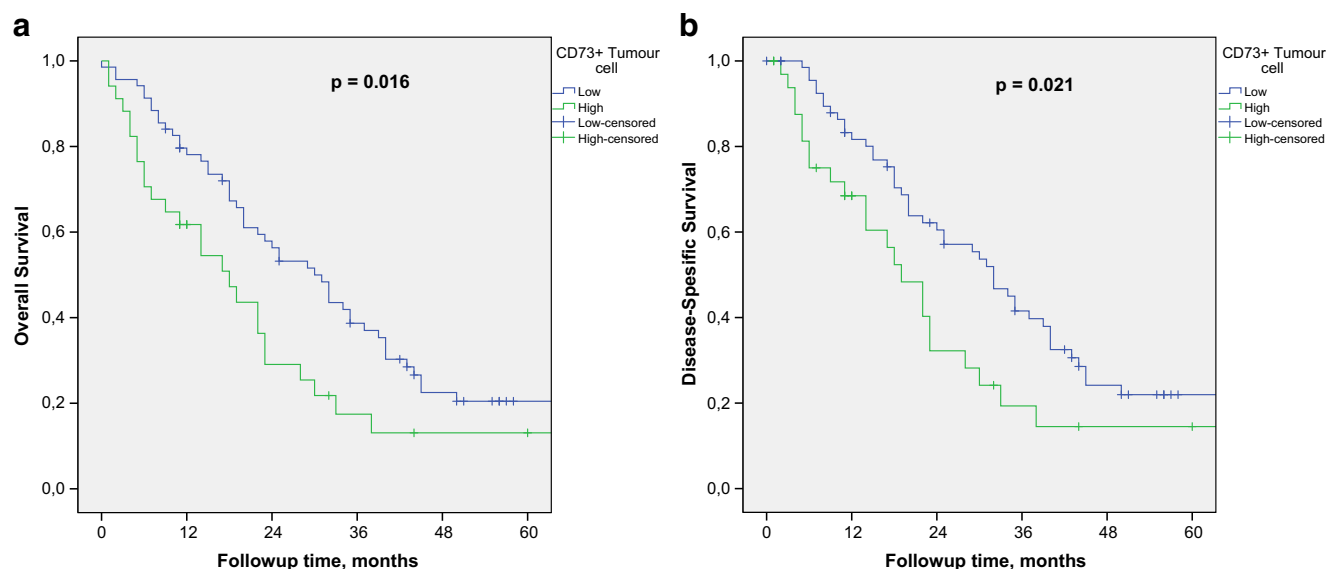 a
CD73+ Tumour
cell
Low
High
Low-censored
High-censored
p = 0.016
1,0
0,8
0,6
0,4
0,2
0,0
Overall Survival
0 12 24 36 48 60
Followup time, months
b
CD73+ Tumour
cell
Low
High
Low-censored
High-censored
p = 0.021
1,0
0,8
0,6
0,4
0,2
0,0
Disease-Spesific Survival
0 12 24 36 48 60
Followup time, months